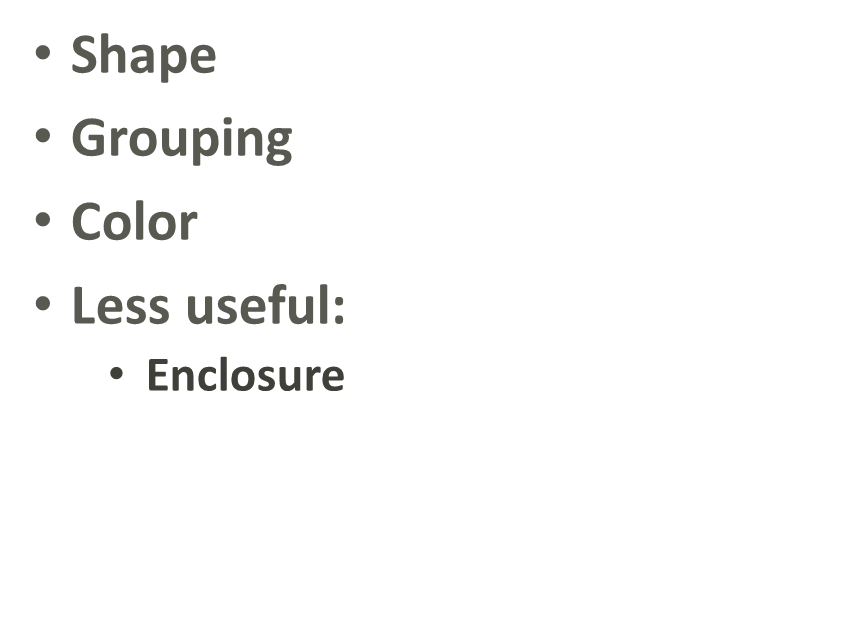 • Shape
• Grouping
• Color
• Less useful:
• Enclosure